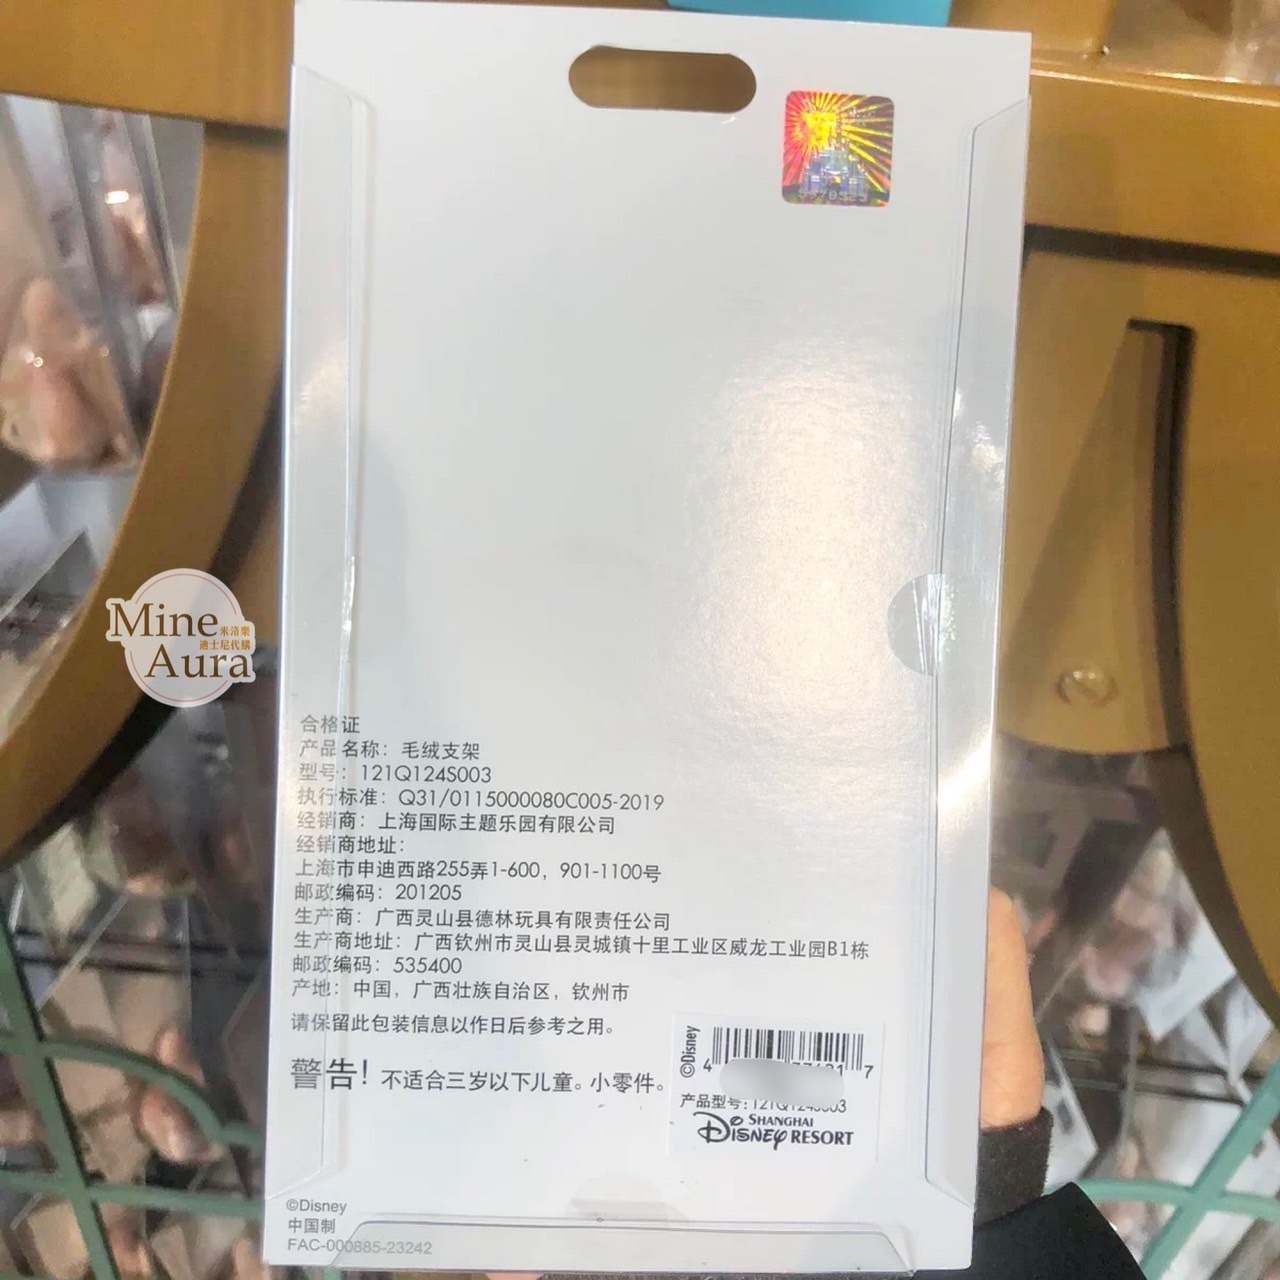 Mine
米洛樂
迪士尼代購
Aura
合格证
产品名称：毛绒支架
型号：121Q124S003
执行标准：Q31/0115000080C005-2019
经销商：上海国际主题乐园有限公司
经销商地址：
上海市申迪西路255弄1-600，901-1100号
邮政编码：201205
生产商：广西灵山县德林玩具有限责任公司
生产商地址：广西钦州市灵山县灵城镇十里工业区威龙工业园B1栋
邮政编码：535400
产地：中国，广西壮族自治区，钦州市
请保留此包装信息以作日后参考之用。
警告！不适合三岁以下儿童。小零件。
©Disney
4 7
产品型号:121Q124S003
SHANGHAI
Disney RESORT
©Disney
中国制
FAC-000885-23242